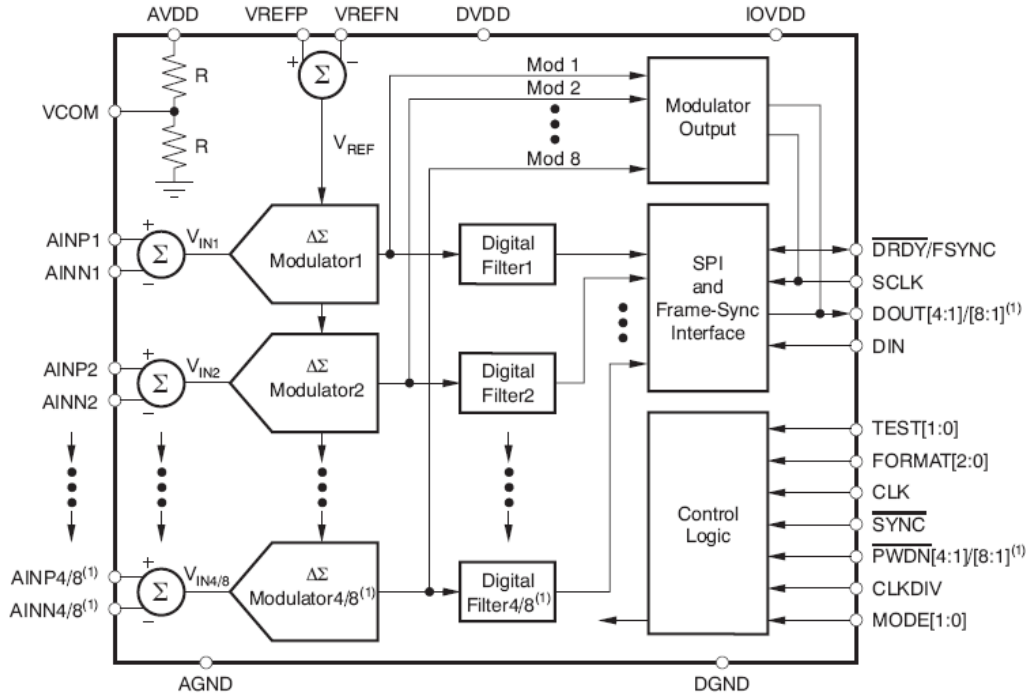 AVDD
VREFP
VREFN
DVDD
IOVDD
R
+
Σ
−
VCOM
R
VREF
Mod 1
Mod 2
Mod 8
Modulator
Output
AINP1
AINN1
+
Σ
−
VIN1
ΔΣ
Modulator1
Digital
Filter1
SPI
and
Frame-Sync
Interface
DRDY/FSYNC
SCLK
DOUT[4:1]/[8:1](1)
DIN
AINP2
AINN2
+
Σ
−
VIN2
ΔΣ
Modulator2
Digital
Filter2
Control
Logic
TEST[1:0]
FORMAT[2:0]
CLK
SYNC
PWDN[4:1]/[8:1](1)
CLKDIV
MODE[1:0]
AINP4/8(1)
AINN4/8(1)
+
Σ
−
VIN4/8
ΔΣ
Modulator4/8(1)
Digital
Filter4/8(1)
AGND
DGND